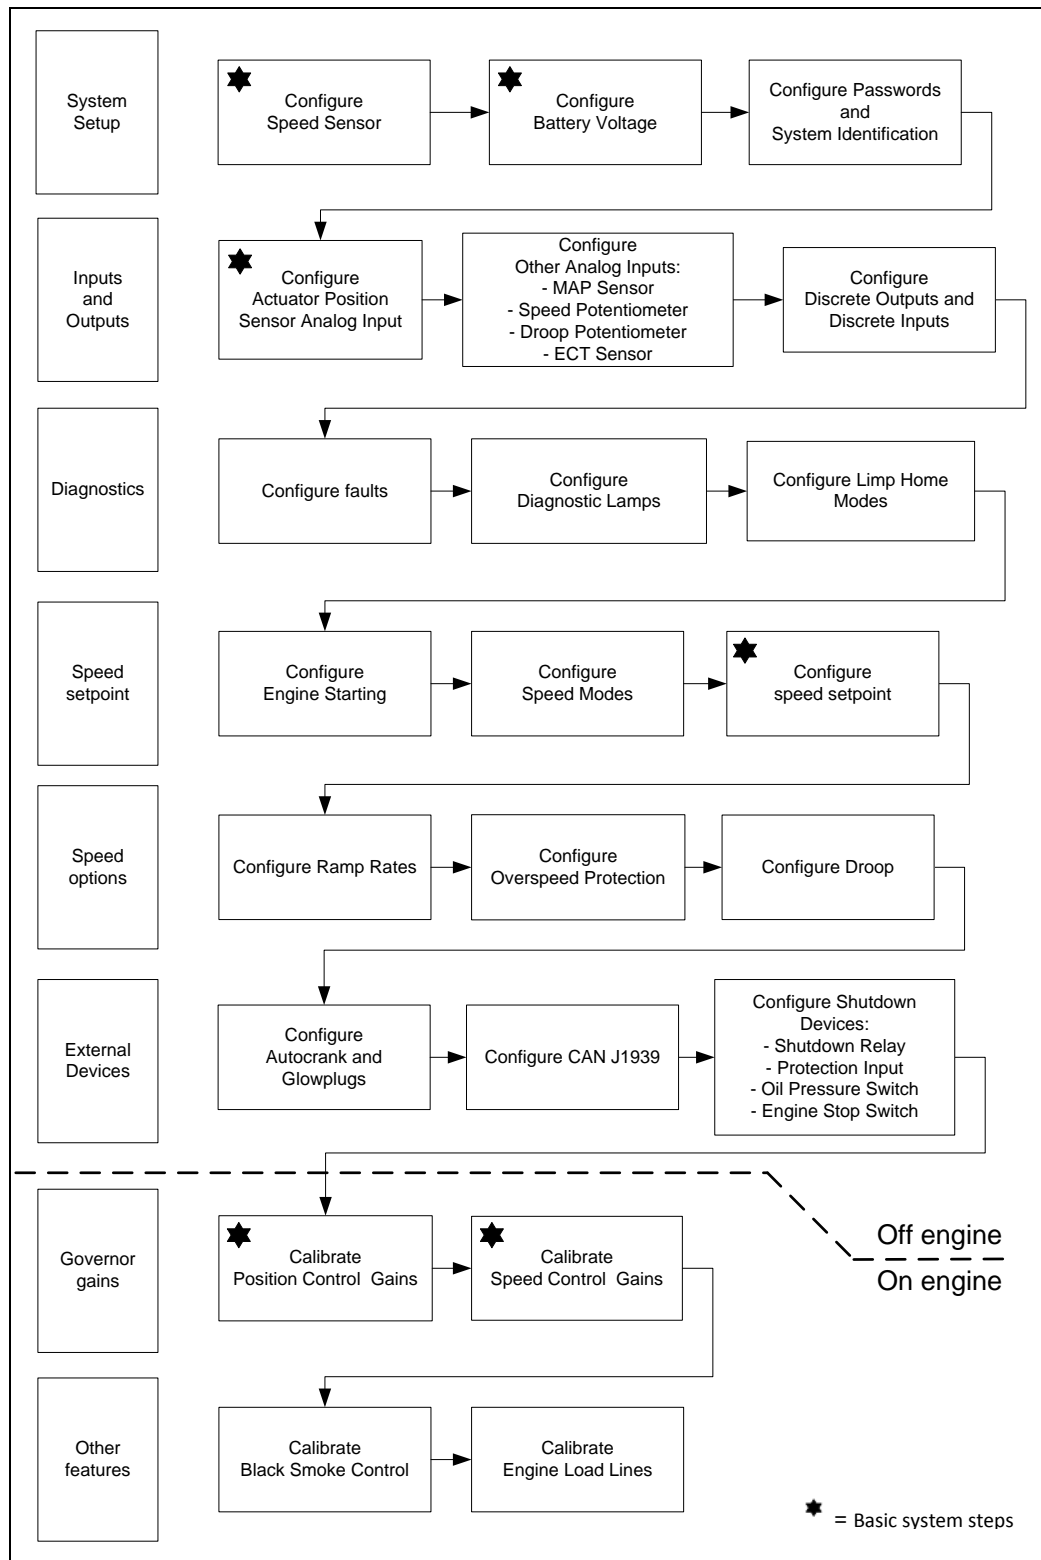 System
Setup
Configure
Speed Sensor
Configure
Battery Voltage
Configure Passwords
and
System Identification
Inputs
and
Outputs
Configure
Actuator Position
Sensor Analog Input
Configure
Other Analog Inputs:
- MAP Sensor
- Speed Potentiometer
- Droop Potentiometer
- ECT Sensor
Configure
Discrete Outputs and
Discrete Inputs
Diagnostics
Configure faults
Configure
Diagnostic Lamps
Configure Limp Home
Modes
Speed
setpoint
Configure
Engine Starting
Configure
Speed Modes
Configure
speed setpoint
Speed
options
Configure Ramp Rates
Configure
Overspeed Protection
Configure Droop
External
Devices
Configure
Autocrank and
Glowplugs
Configure CAN J1939
Configure Shutdown
Devices:
- Shutdown Relay
- Protection Input
- Oil Pressure Switch
- Engine Stop Switch
Off engine
On engine
Governor
gains
Calibrate
Position Control Gains
Calibrate
Speed Control Gains
Other
features
Calibrate
Black Smoke Control
Calibrate
Engine Load Lines
= Basic system steps